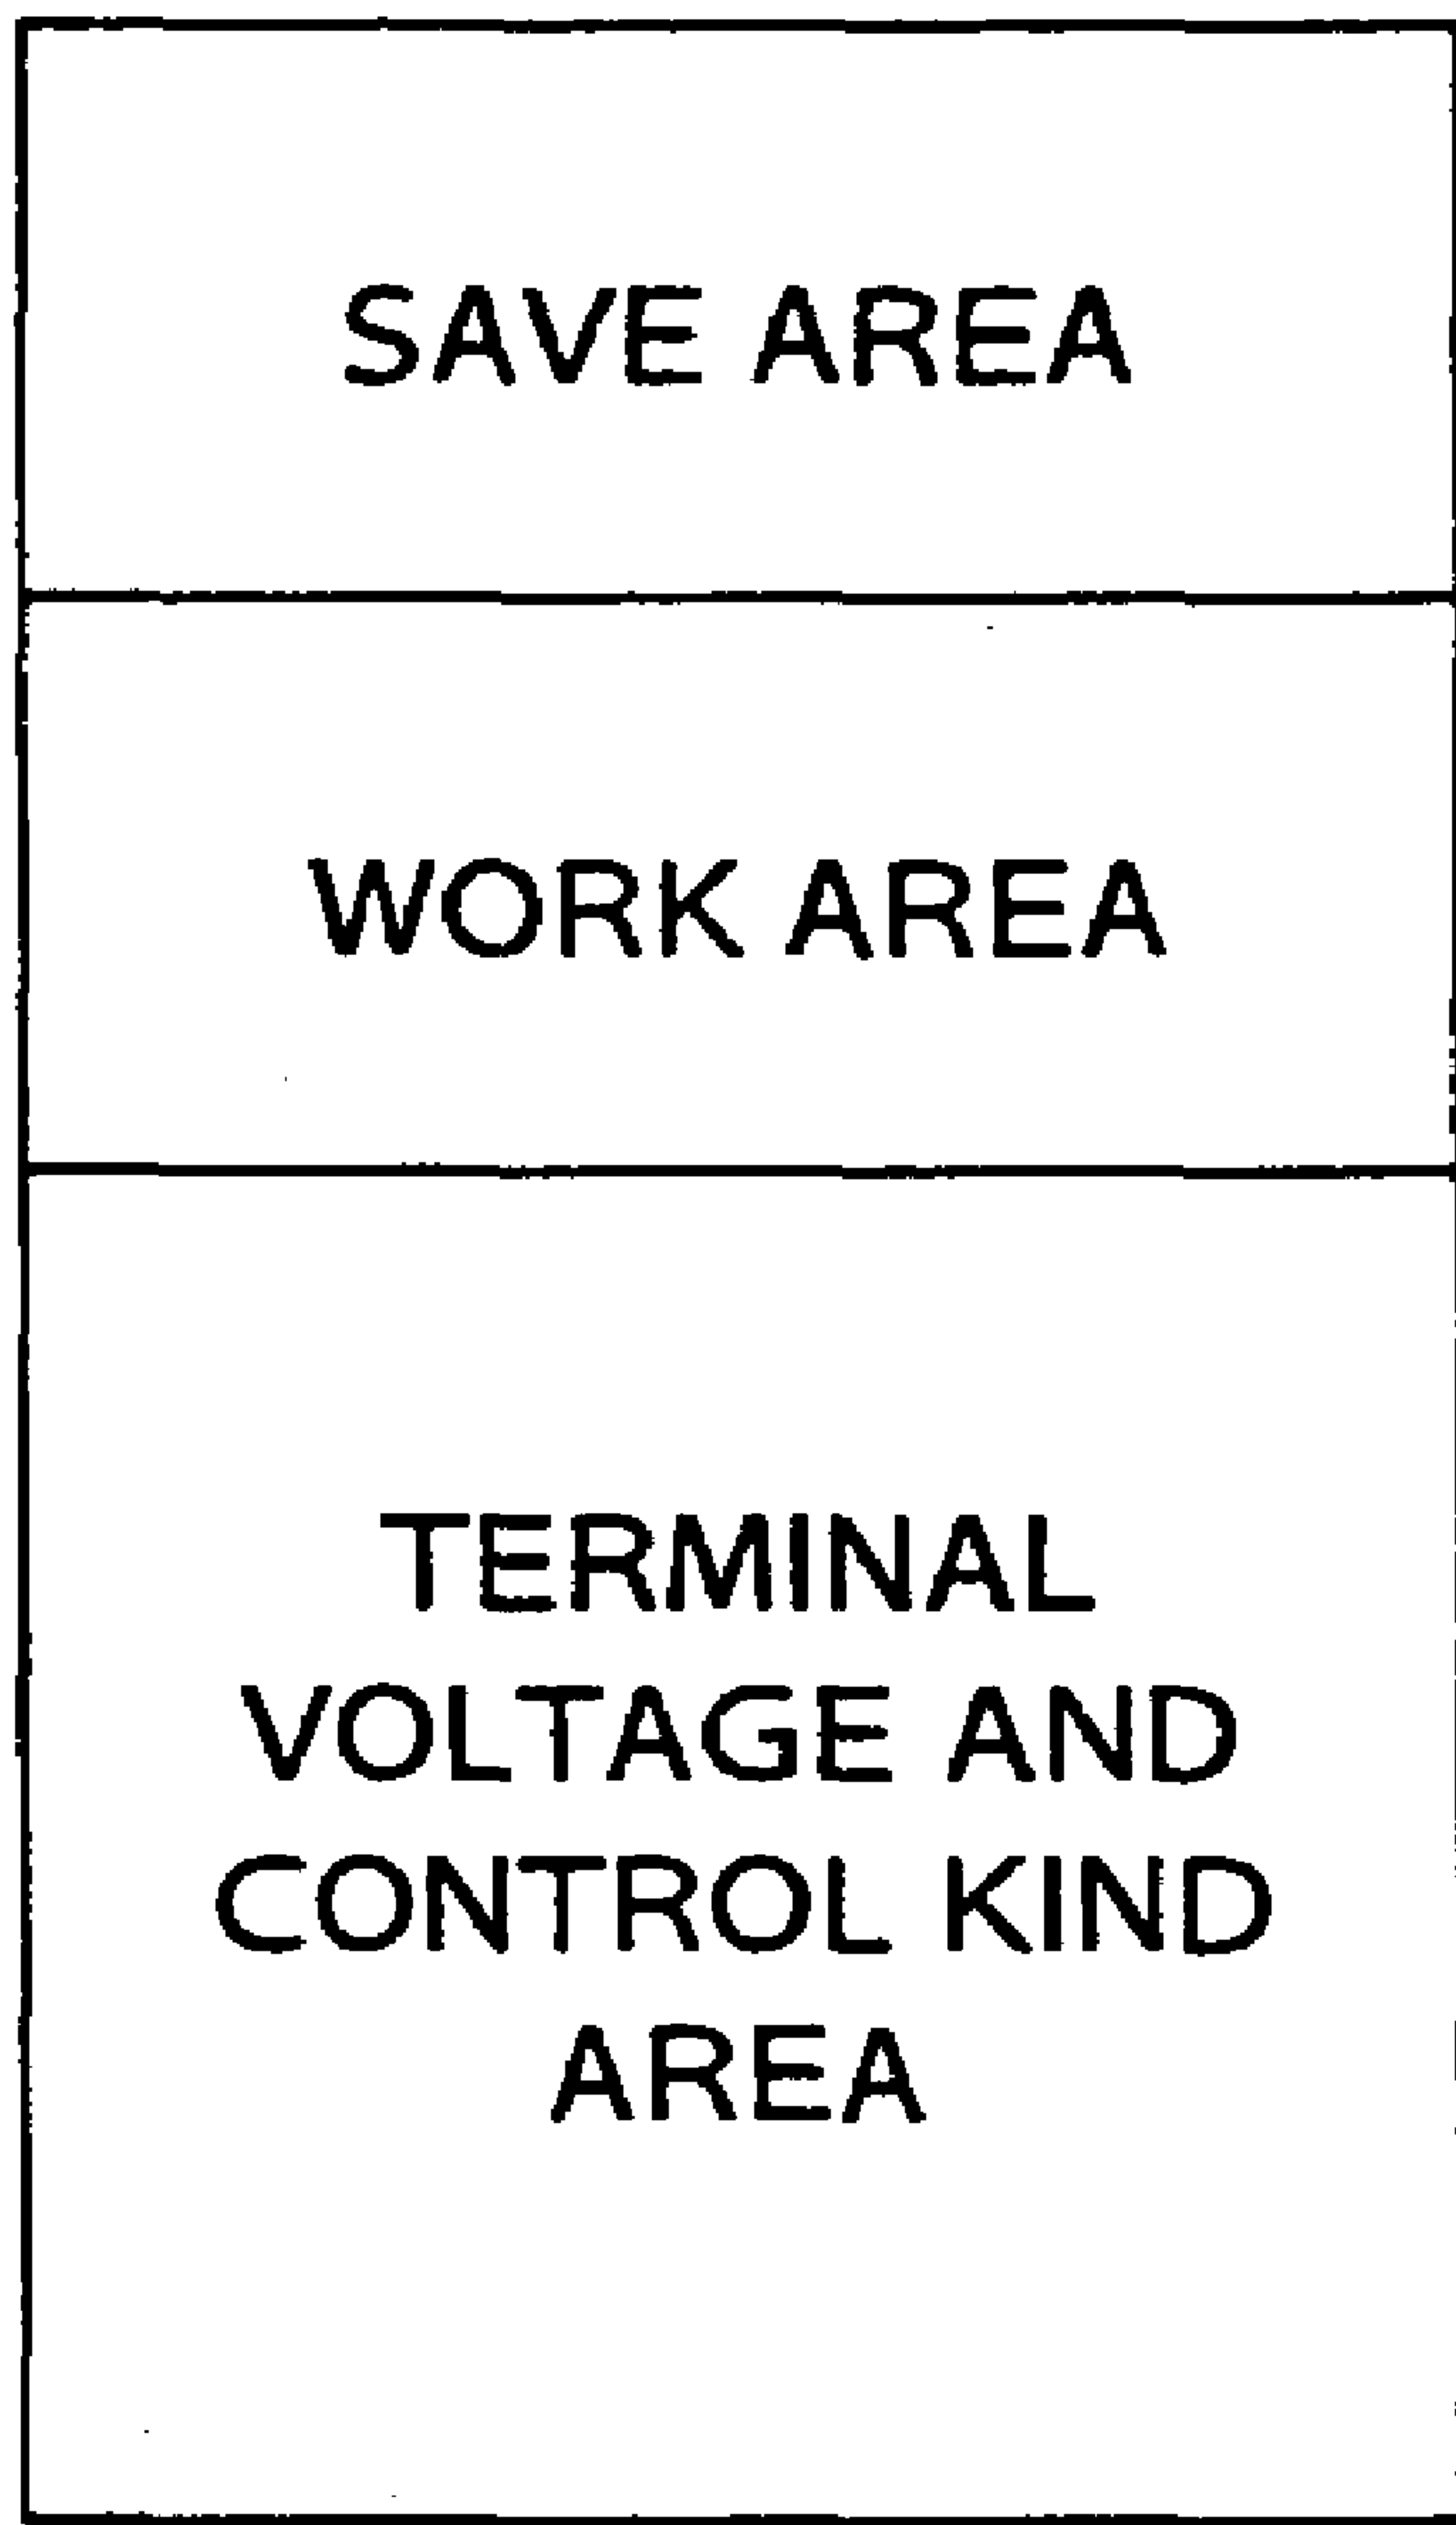 SAVE AREA
WORK AREA
TERMINAL
VOLTAGE AND
CONTROL KIND
AREA